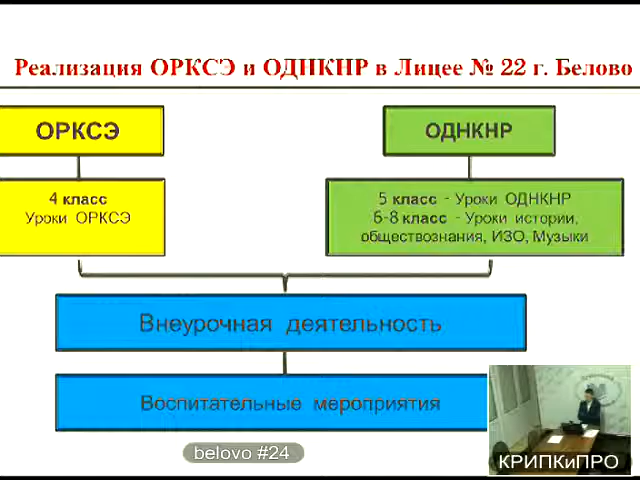 Реализация ОРКСЭ и ОДНКНР в Лицее № 22 г. Белово
ОРКСЭ
ОДНКНР
4 класс
Уроки ОРКСЭ
5 класс - Уроки ОДНКНР
6-8 класс - Уроки истории,
обществознания, ИЗО, Музыки
Внеурочная деятельность
Воспитательные мероприятия
belovo #24
КРИПКиПРО